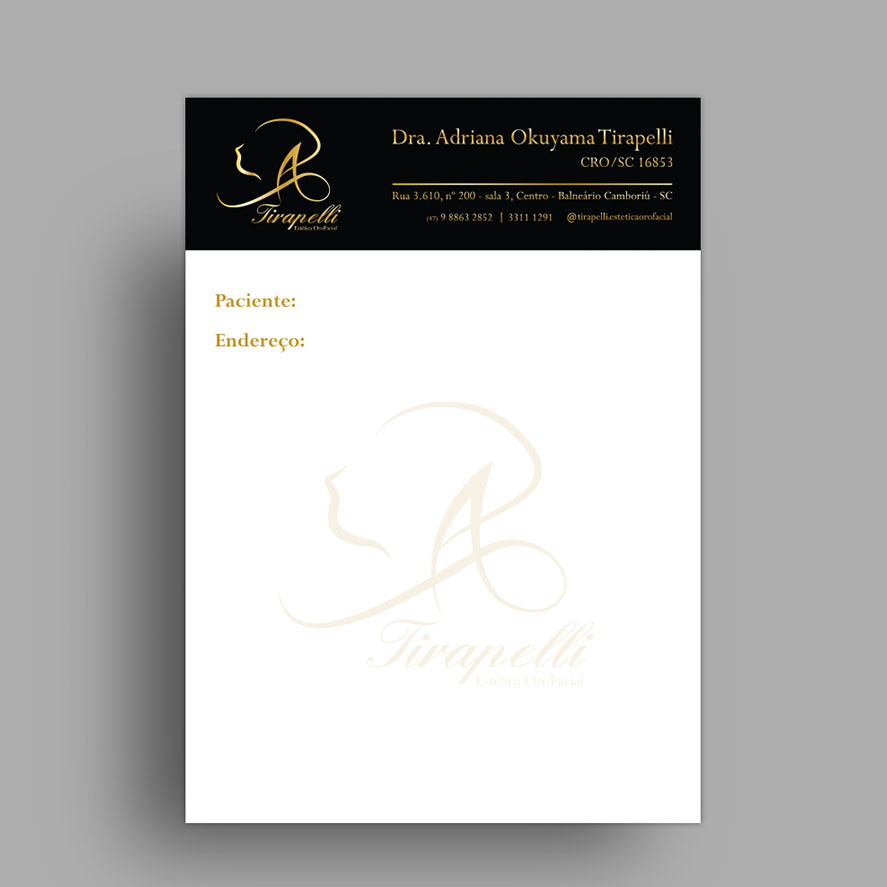 Tirapelli
Estética OroFacial
Dra. Adriana Okuyama Tirapelli
CRO/SC 16853
Rua 3.610, nº 200 - sala 3, Centro - Balneário Camboriú - SC
(47) 9 8863 2852 | 3311 1291 @tirapelli.esteticaorofacial
Paciente:
Endereço:
Tirapelli
Estética OroFacial